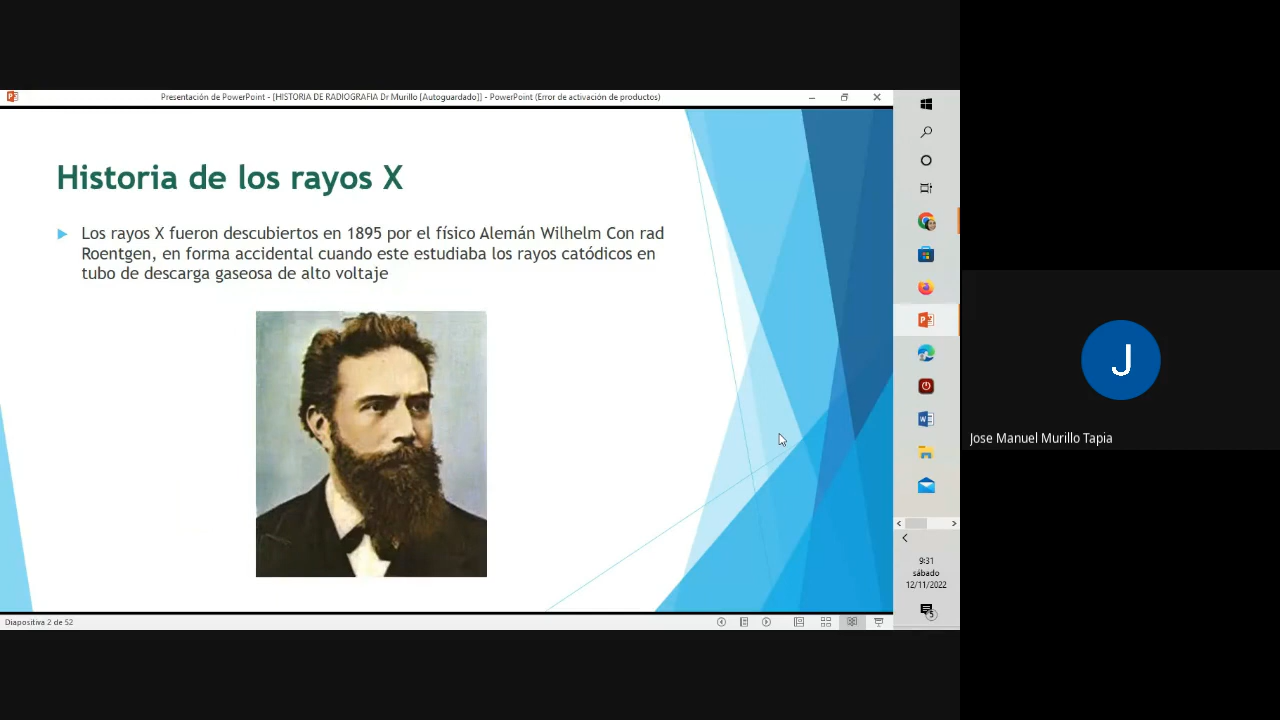 Presentación de PowerPoint - [HISTORIA DE RADIOGRAFIA Dr Murillo [Autoguardado]] - PowerPoint (Error de activación de productos)
Historia de los rayos X
Los rayos X fueron descubiertos en 1895 por el físico Alemán Wilhelm Con rad
Roentgen, en forma accidental cuando este estudiaba los rayos catódicos en
tubo de descarga gaseosa de alto voltaje
Diapositiva 2 de 52
9:31
sábado
12/11/2022
5
J
Jose Manuel Murillo Tapia